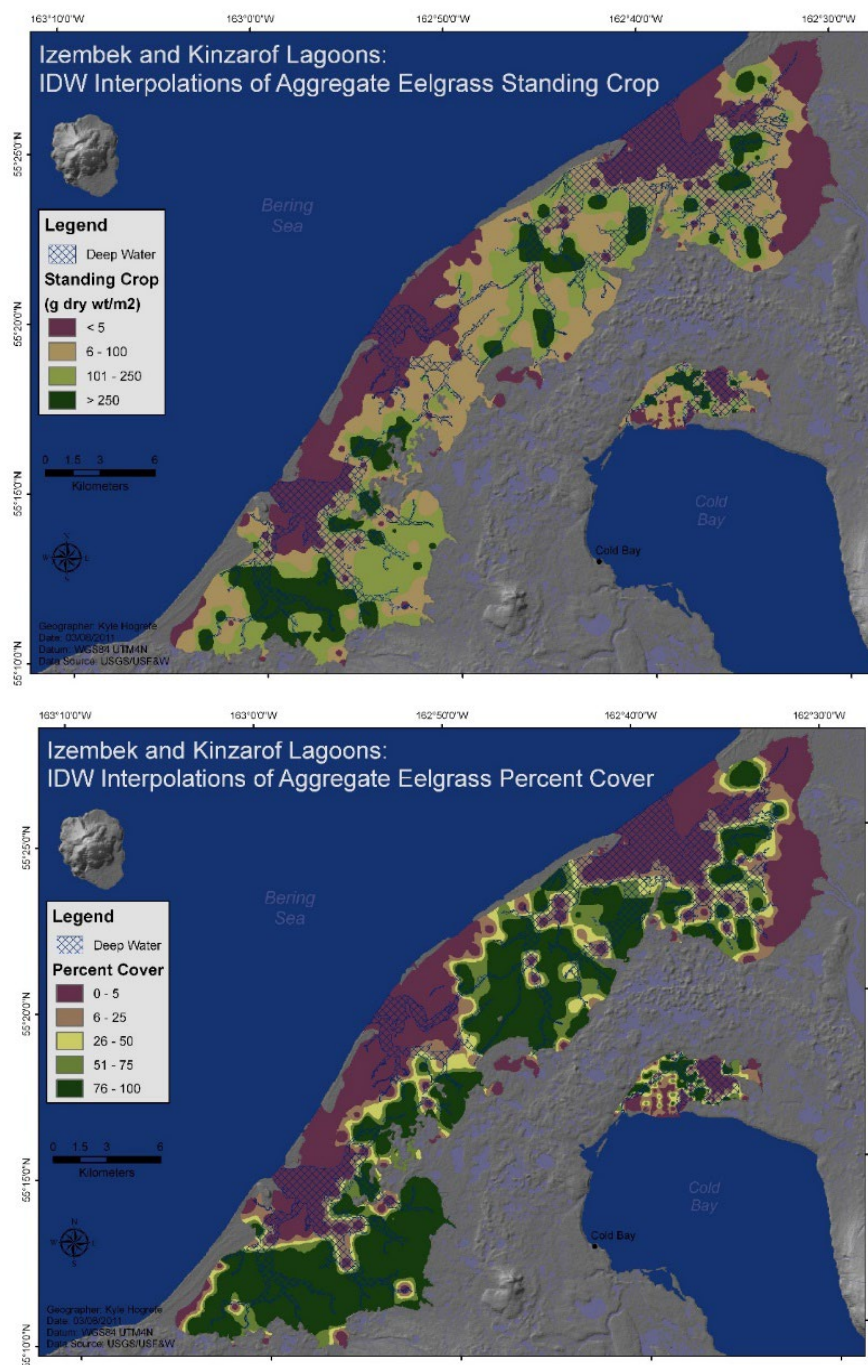 163°10'0"W 163°0'0"W 162°50'0"W 162°40'0"W 162°30'0"W
Izembek and Kinzarof Lagoons:
IDW Interpolations of Aggregate Eelgrass Standing Crop
55°25'0"N
Bering
Sea
Legend
Deep Water
Standing Crop
(g dry wt/m2)
< 5
6 - 100
101 - 250
> 250
55°20'0"N
0 1.5 3 6
Kilometers
55°15'0"N
Cold
Bay
Cold Bay
N
W E
S
Geographer: Kyle Hogrefe
Date: 03/08/2011
Datum: WGS84 UTM4N
Data Source: USGS/USF&W
55°10'0"N
163°10'0"W 163°0'0"W 162°50'0"W 162°40'0"W 162°30'0"W
Izembek and Kinzarof Lagoons:
IDW Interpolations of Aggregate Eelgrass Percent Cover
55°25'0"N
Bering
Sea
Legend
Deep Water
Percent Cover
0 - 5
6 - 25
26 - 50
51 - 75
76 - 100
55°20'0"N
0 1.5 3 6
Kilometers
55°15'0"N
Cold
Bay
Cold Bay
N
W E
S
Geographer: Kyle Hogrefe
Date: 03/08/2011
Datum: WGS84 UTM4N
Data Source: USGS/USF&W
55°10'0"N